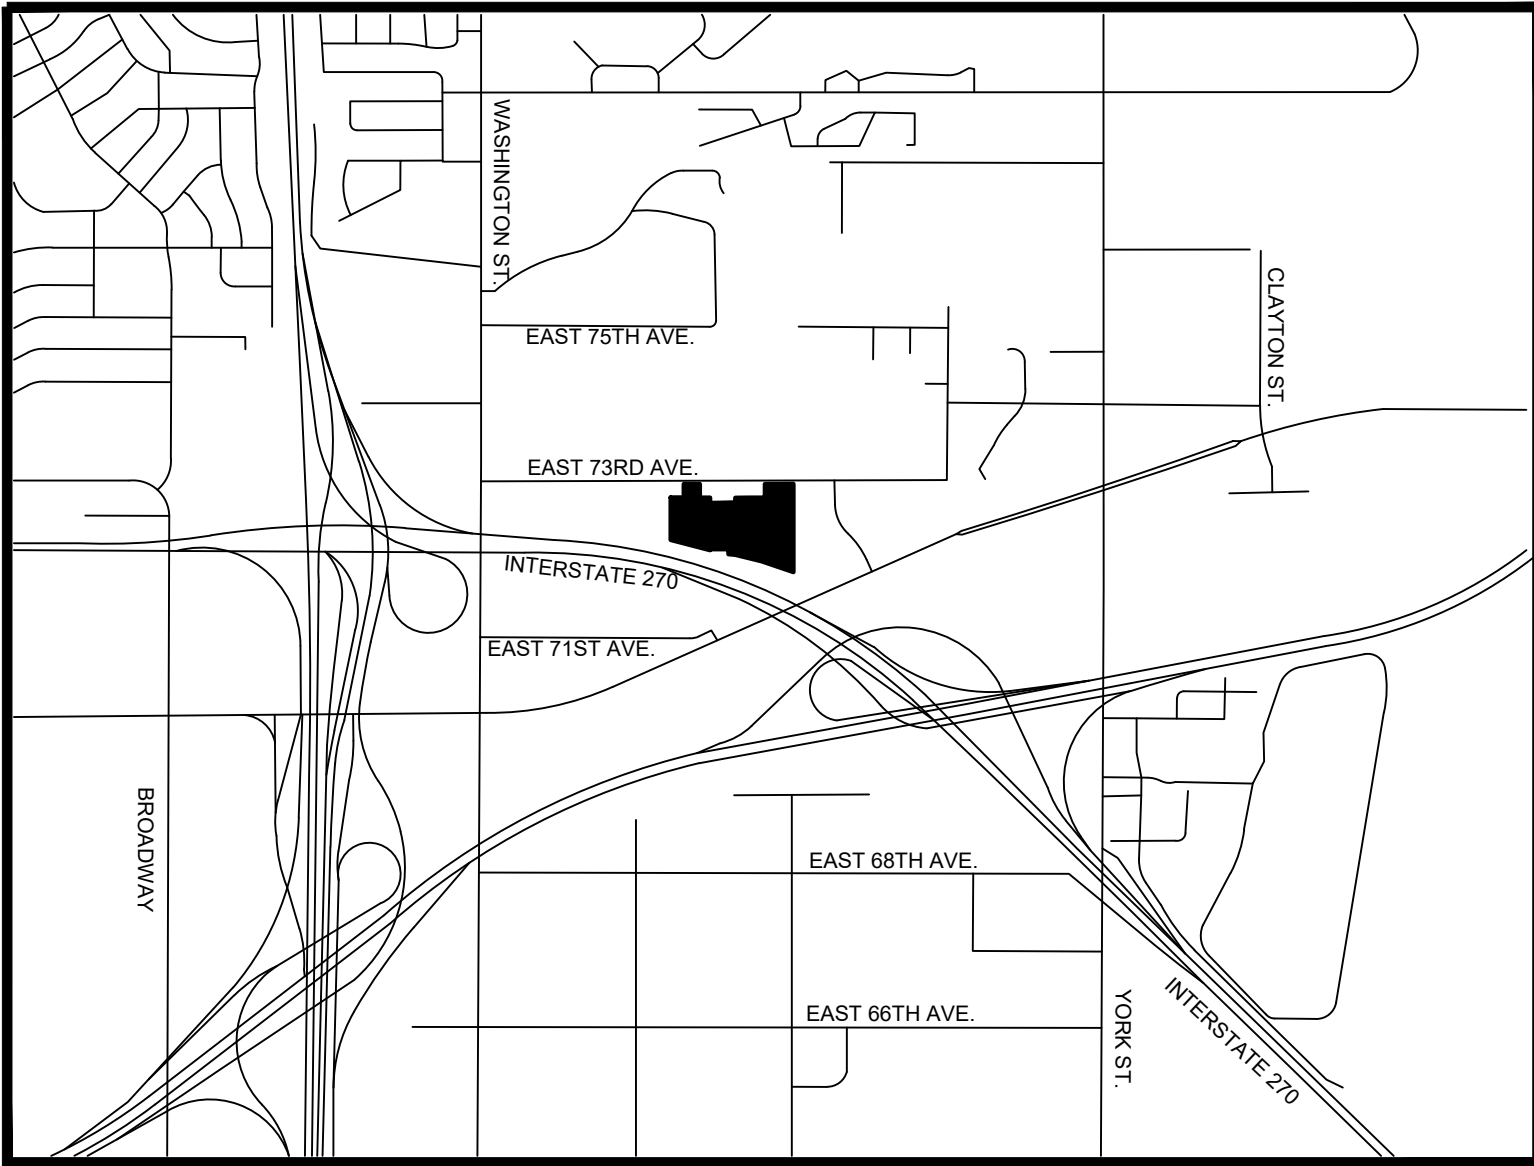 WASHINGTON ST.
EAST 75TH AVE.
CLAYTON ST.
EAST 73RD AVE.
INTERSTATE 270
EAST 71ST AVE.
BROADWAY
EAST 68TH AVE.
EAST 66TH AVE.
YORK ST.
INTERSTATE 270